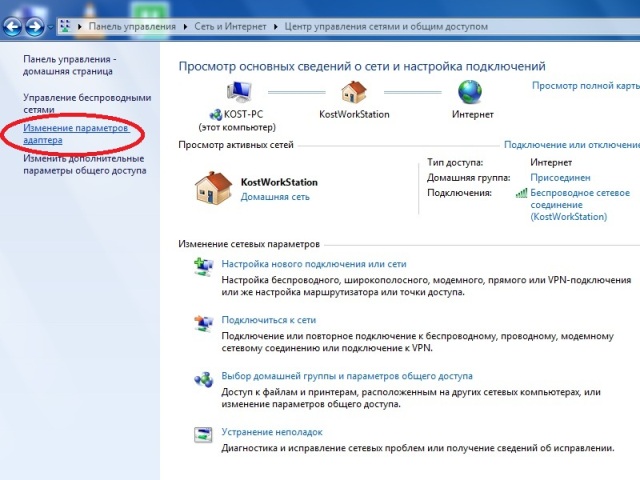 Панель управления ▸ Сеть и Интернет ▸ Центр управления сетями и общим доступом
Панель управления -
домашняя страница
Управление беспроводными
сетями
Изменение параметров
адаптера
Изменить дополнительные
параметры общего доступа
Просмотр основных сведений о сети и настройка подключений
Просмотр полной карты
KOST-PC
(этот компьютер)
KostWorkStation
Интернет
Просмотр активных сетей
Подключение или отключение
KostWorkStation
Домашняя сеть
Тип доступа: Интернет
Домашняя группа: Присоединен
Подключения: Беспроводное сетевое
соединение
(KostWorkStation)
Изменение сетевых параметров
Настройка нового подключения или сети
Настройка беспроводного, широкополосного, модемного, прямого или VPN-подключения
или же настройка маршрутизатора или точки доступа.
Подключиться к сети
Подключение или повторное подключение к беспроводному, проводному, модемному
сетевому соединению или подключение к VPN.
Выбор домашней группы и параметров общего доступа
Доступ к файлам и принтерам, расположенным на других сетевых компьютерах, или
изменение параметров общего доступа.
Устранение неполадок
Диагностика и исправление сетевых проблем или получение сведений об исправлении.